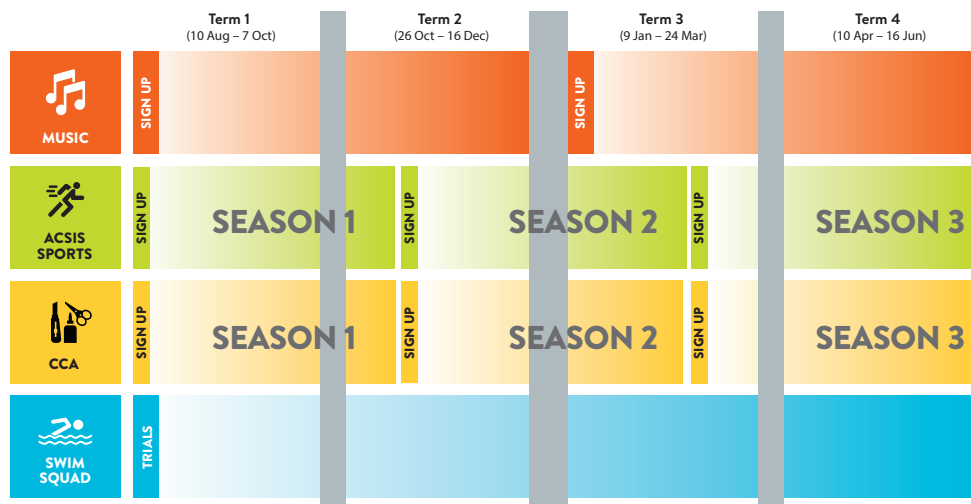 Term 1
(10 Aug – 7 Oct)
Term 2
(26 Oct – 16 Dec)
Term 3
(9 Jan – 24 Mar)
Term 4
(10 Apr – 16 Jun)
MUSIC
SIGN UP
SIGN UP
ACSIS
SPORTS
SIGN UP
SEASON 1
SIGN UP
SEASON 2
SIGN UP
SEASON 3
CCA
SIGN UP
SEASON 1
SIGN UP
SEASON 2
SIGN UP
SEASON 3
SWIM
SQUAD
TRIALS